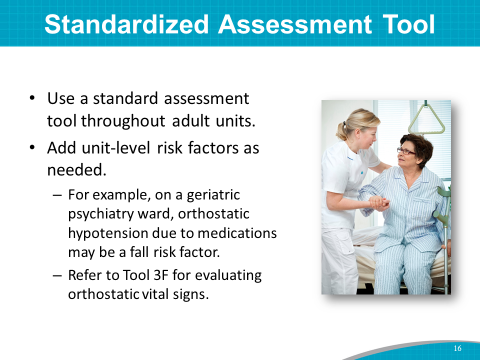 Standardized Assessment Tool
• Use a standard assessment
tool throughout adult units.
• Add unit-level risk factors as
needed.
– For example, on a geriatric
psychiatry ward, orthostatic
hypotension due to medications
may be a fall risk factor.
– Refer to Tool 3F for evaluating
orthostatic vital signs.
16